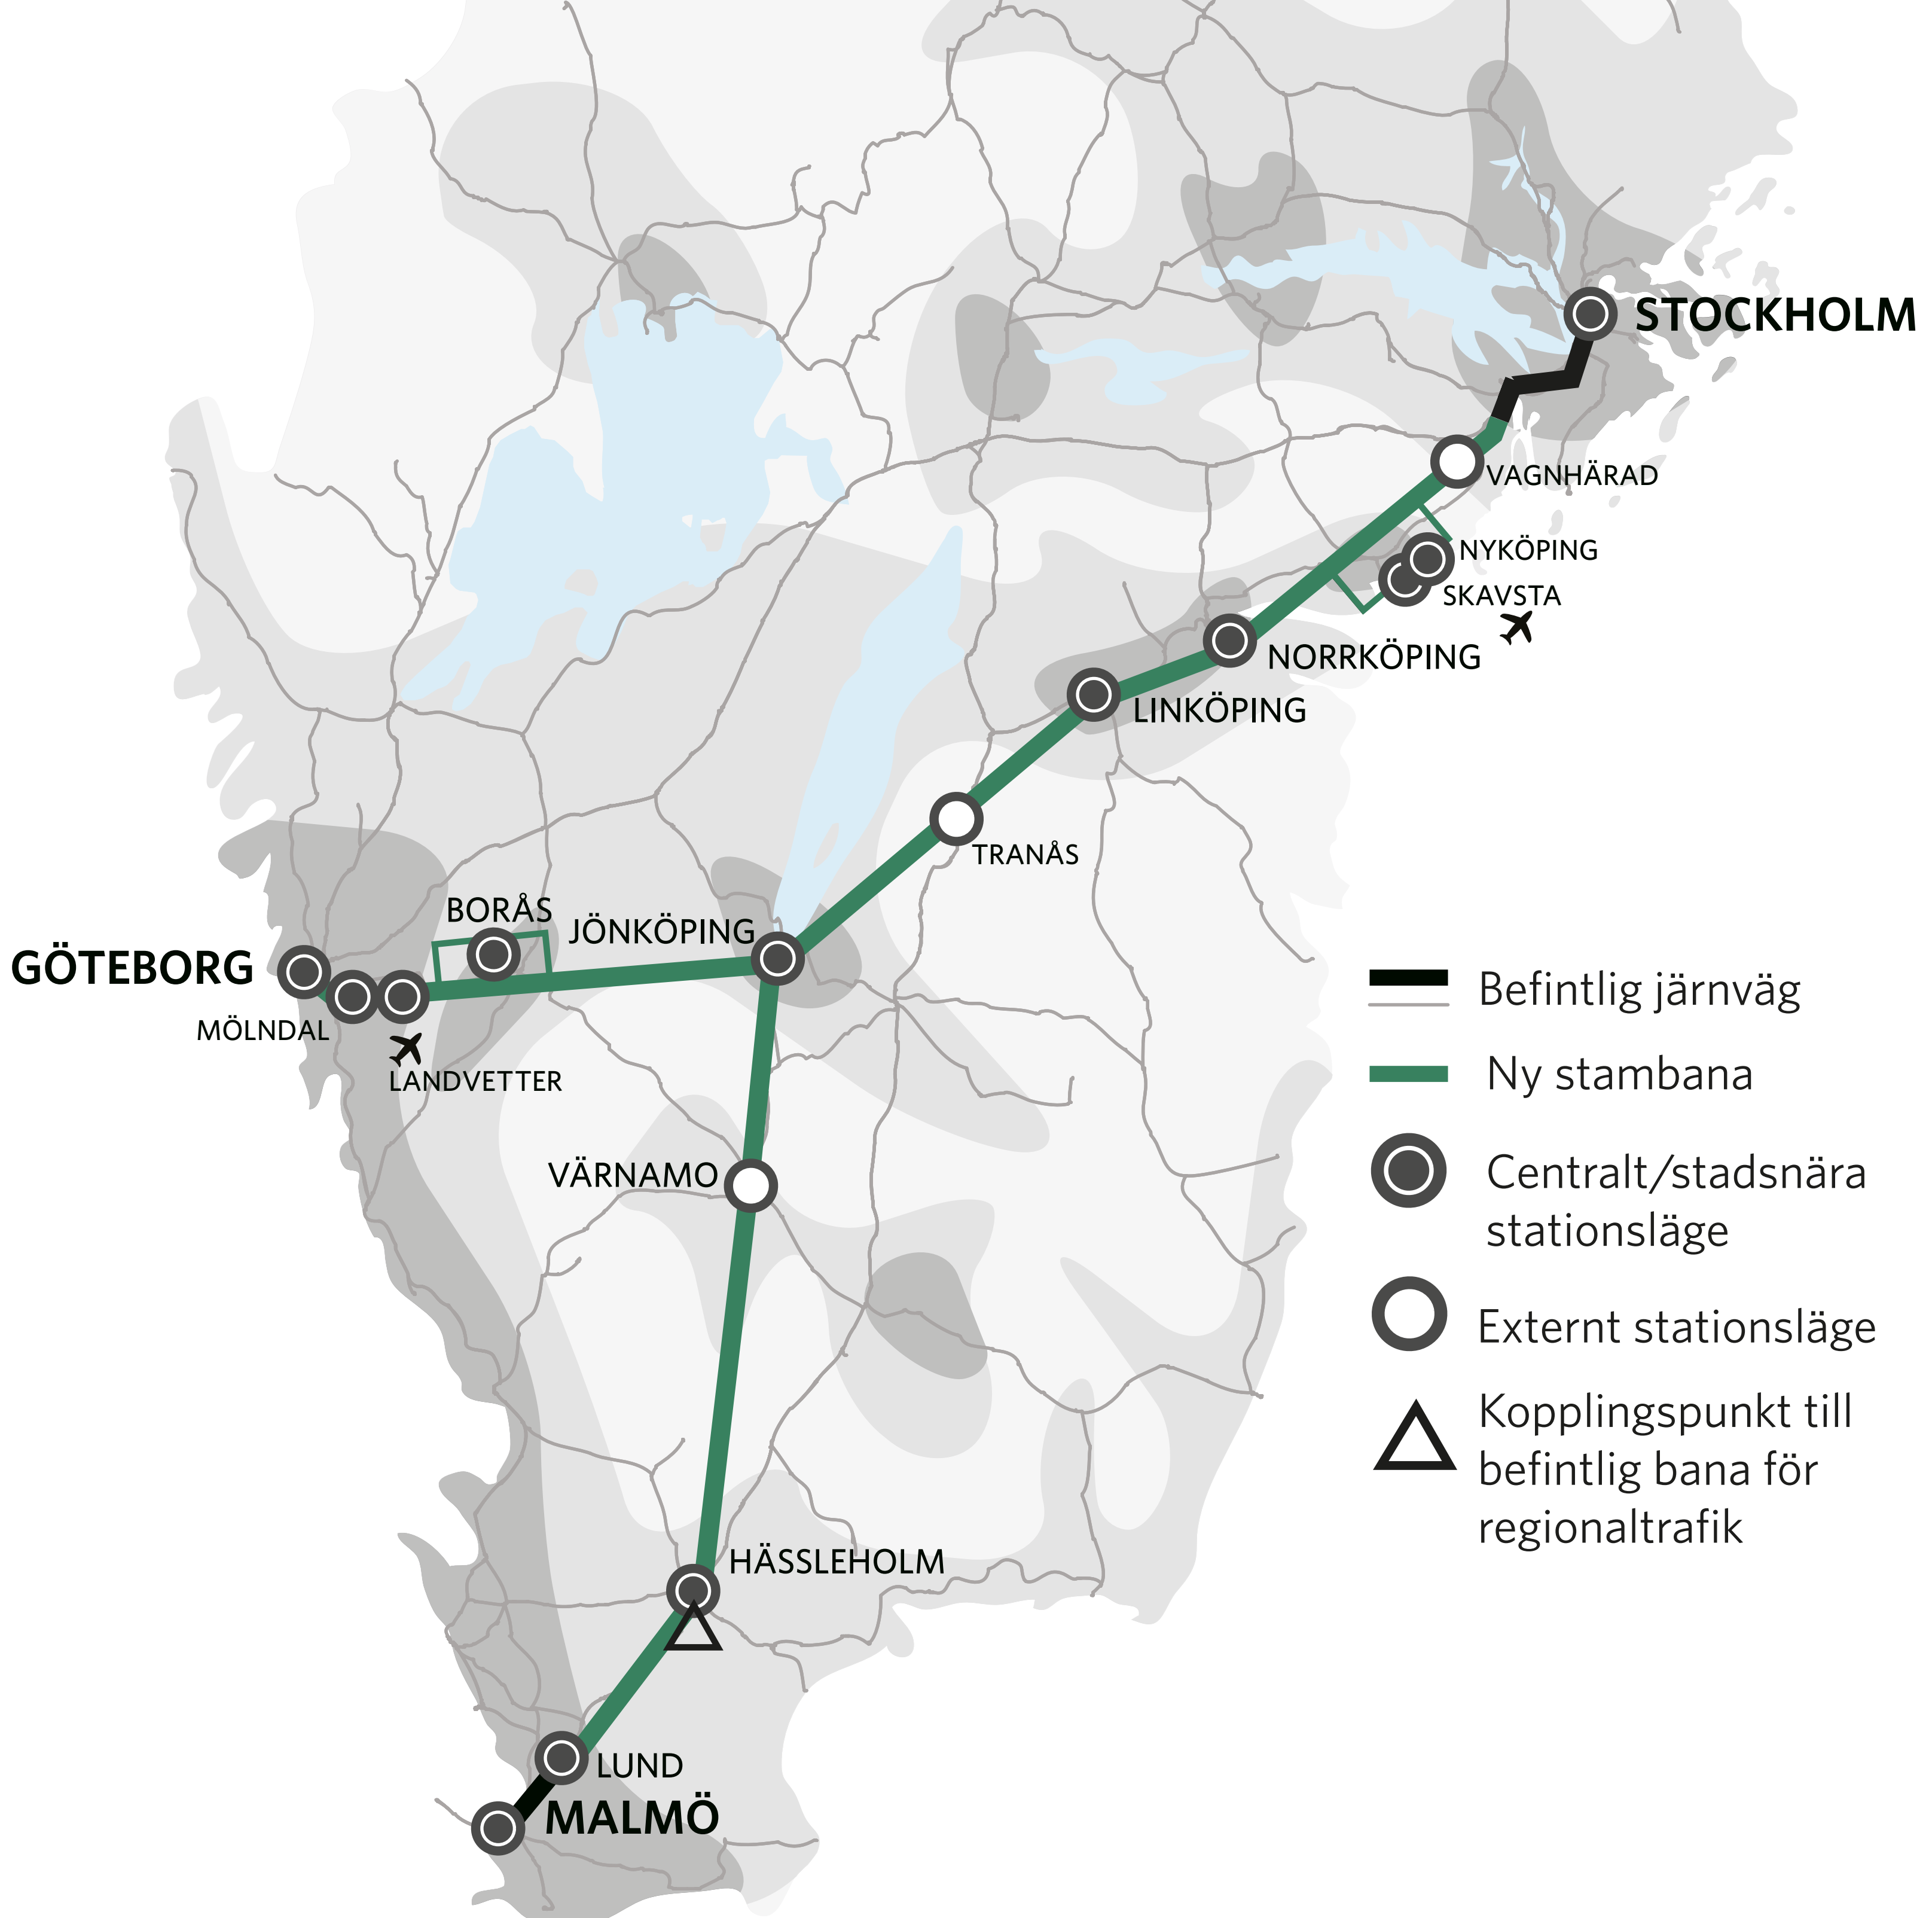 STOCKHOLM
VAGNHÄRAD
NYKÖPING
SKAVSTA
NORRKÖPING
LINKÖPING
TRANÅS
BORÅS
JÖNKÖPING
GÖTEBORG
MÖLNDAL
LANDVETTER
VÄRNAMO
HÄSSLEHOLM
LUND
MALMÖ
Befintlig järnväg
Ny stambana
Centralt/stadsnära
stationsläge
Externt stationsläge
Kopplingspunkt till
befintlig bana för
regionaltrafik